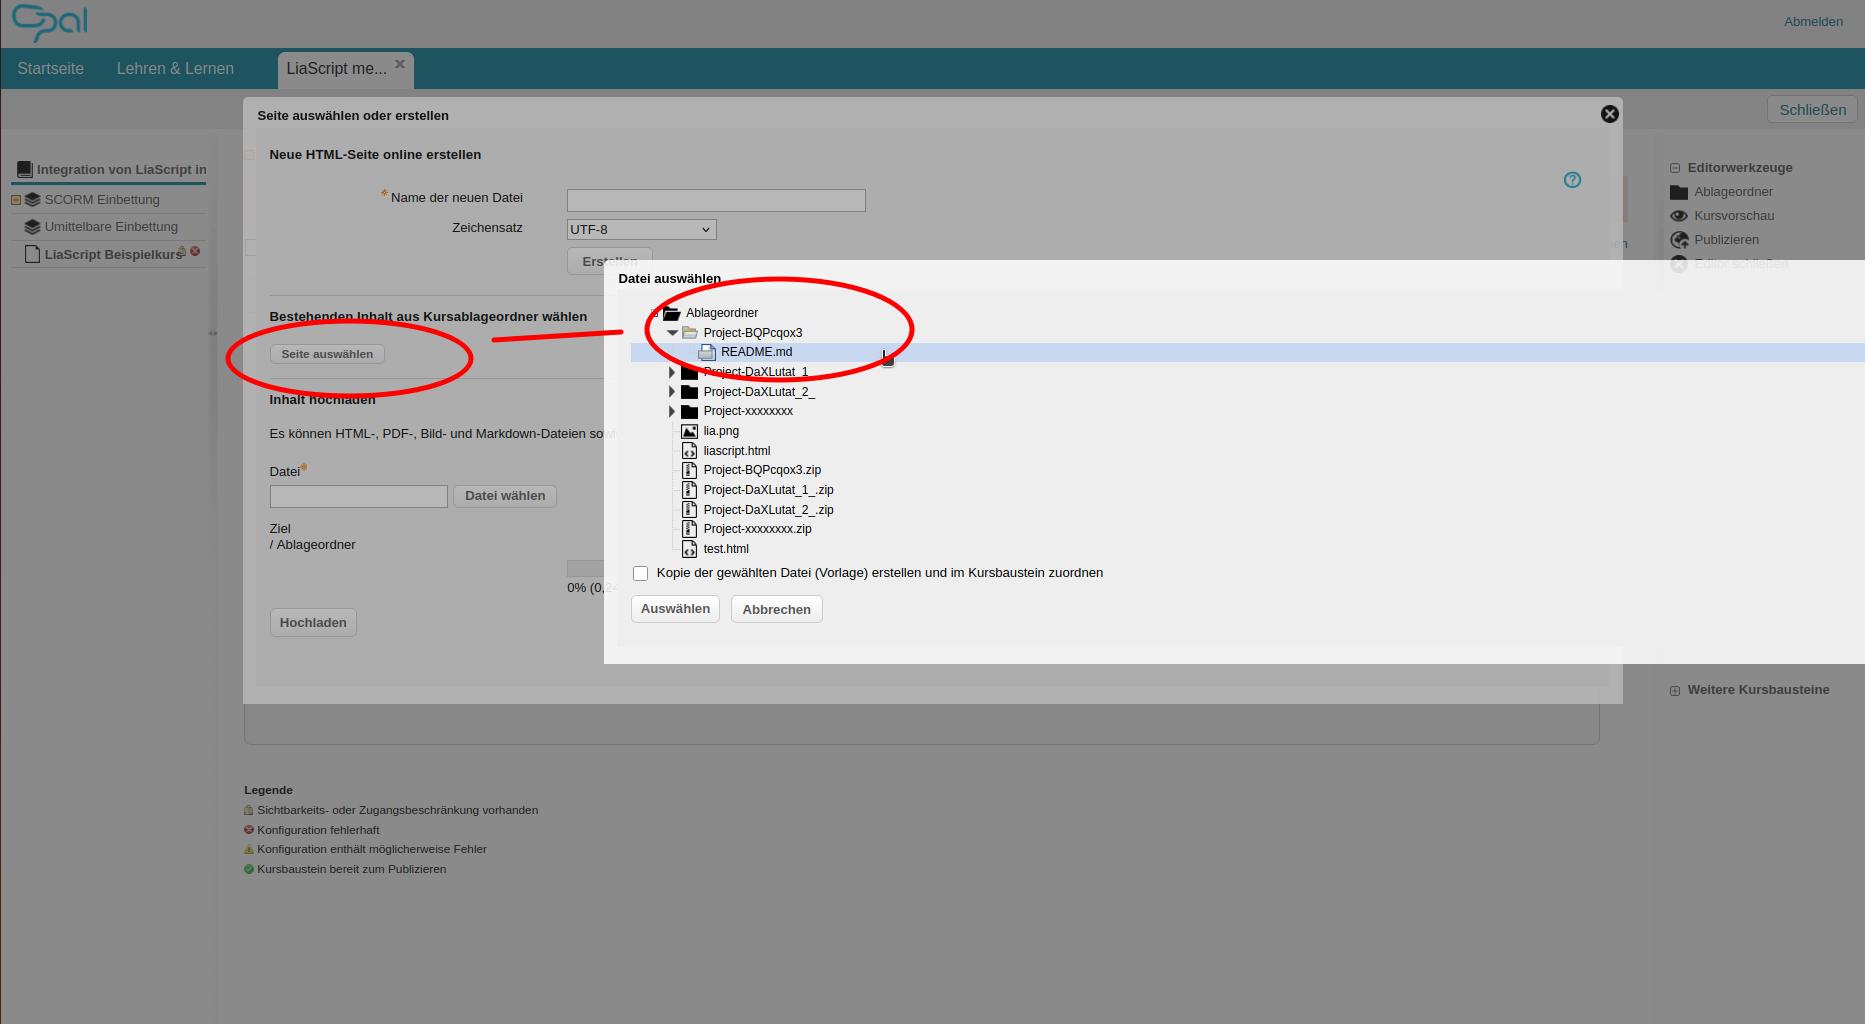 Opal
Abmelden
Startseite
Lehren & Lernen
LiaScript me...
Schließen
Seite auswählen oder erstellen
Neue HTML-Seite online erstellen
Integration von LiaScript in
SCORM Einbettung
Umittelbare Einbettung
LiaScript Beispielkurs
Name der neuen Datei
Zeichensatz
UTF-8
Erstellen
Editorwerkzeuge
Ablageordner
Kursvorschau
Publizieren
Editor schließen
Bestehenden Inhalt aus Kursablageordner wählen
Seite auswählen
Inhalt hochladen
Es können HTML-, PDF-, Bild- und Markdown-Dateien
Datei
Datei wählen
Ziel
/ Ablageordner
0% (0,24
Hochladen
Datei auswählen
Ablageordner
Project-BQPcqox3
README.md
Project-DaXLutat_1_
Project-DaXLutat_2_
Project-xxxxxxxx
lia.png
liascript.html
Project-BQPcqox3.zip
Project-DaXLutat_1_.zip
Project-DaXLutat_2_.zip
Project-xxxxxxxx.zip
test.html
Kopie der gewählten Datei (Vorlage) erstellen und im Kursbaustein zuordnen
Auswählen
Abbrechen
Weitere Kursbausteine
Legende
Sichtbarkeits- oder Zugangsbeschränkung vorhanden
Konfiguration fehlerhaft
Konfiguration enthält möglicherweise Fehler
Kursbaustein bereit zum Publizieren